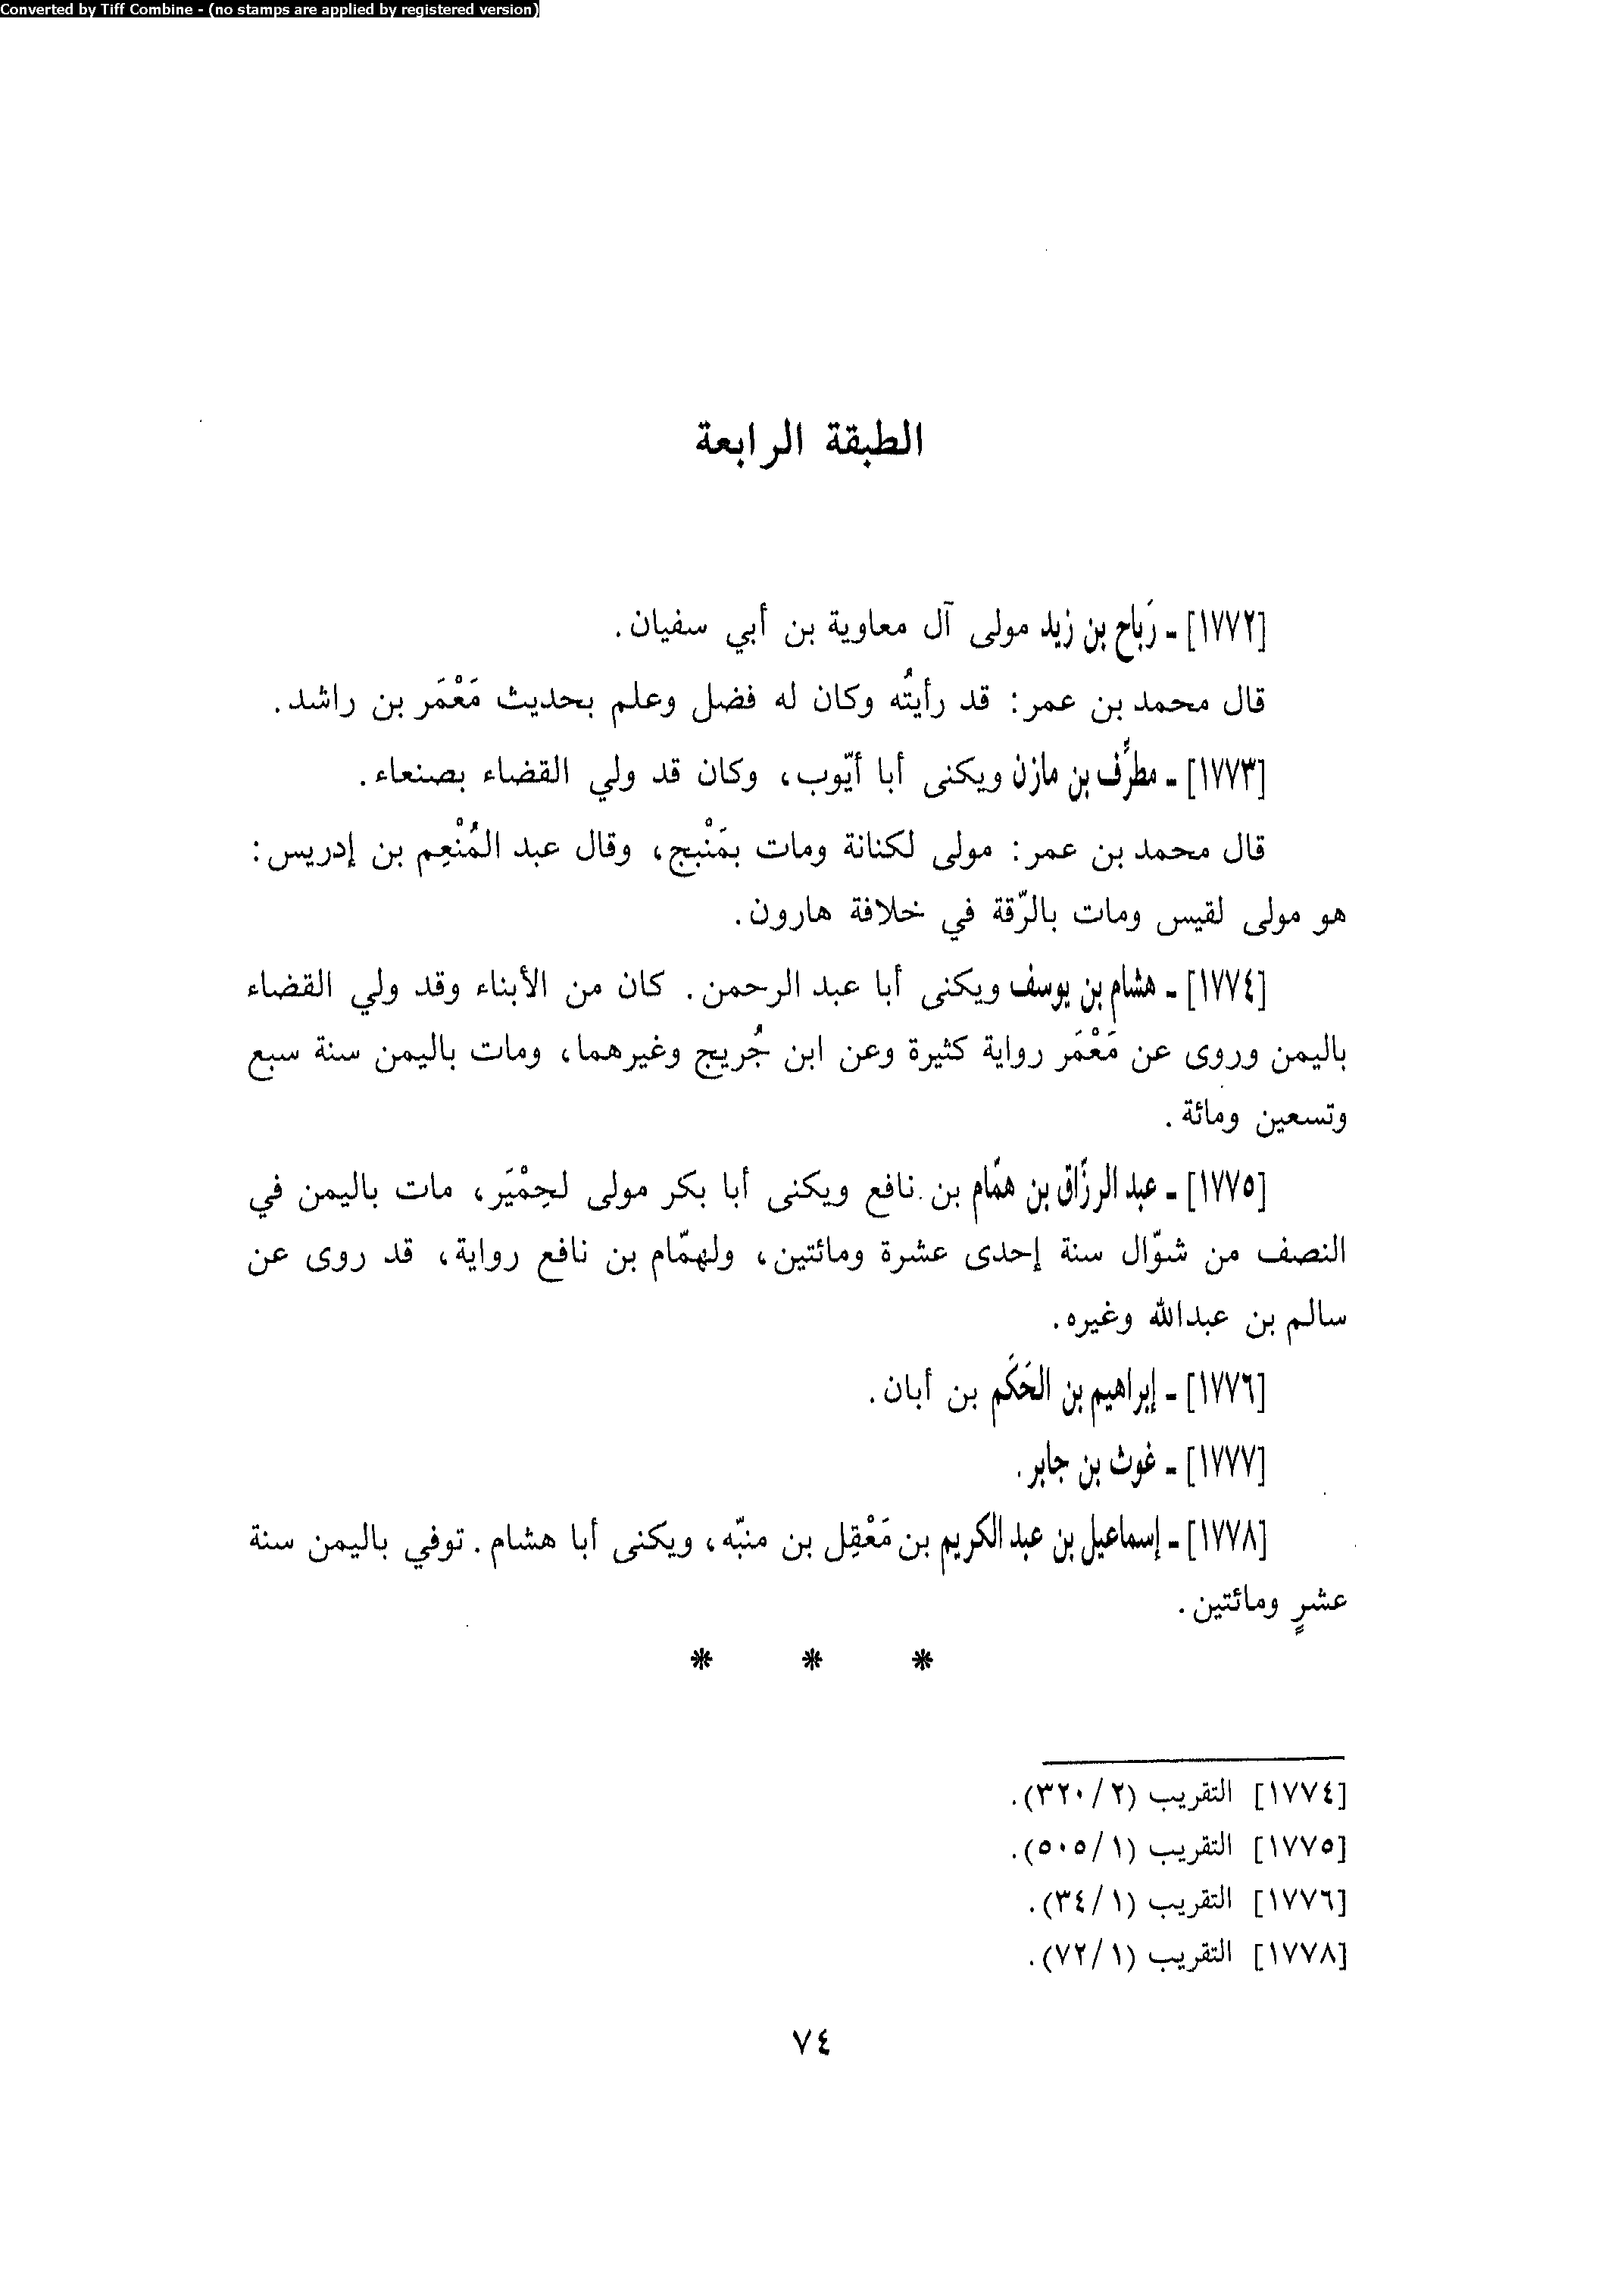 Converted by Tiff Combine - (no stamps are applied by registered version)
الطبقة الرابعة
[١٧٧٢] - رَباح بن زيد مولى آل معاوية بن أبي سفيان.
قال محمد بن عمر: قد رأيتُه وكان له فضل وعلم بحديث مَعْمَر بن راشد.
[١٧٧٣] - مطرِّف بن مازن ويكنى أبا أيّوب، وكان قد ولي القضاء بصنعاء.
قال محمد بن عمر: مولى لكنانة ومات بمَنْبج، وقال عبد المُنْعِم بن إدريس:
هو مولى لقيس ومات بالرّقة في خلافة هارون.
[١٧٧٤] - هشام بن يوسف ويكنى أبا عبد الرحمن. كان من الأبناء وقد ولي القضاء
باليمن وروى عن مَعْمَر رواية كثيرة وعن ابن جُريج وغيرهما، ومات باليمن سنة سبع
وتسعين ومائة.
[١٧٧٥] - عبد الرزّاق بن همّام بن نافع ويكنى أبا بكر مولى لحِمْيَر، مات باليمن في
النصف من شوّال سنة إحدى عشرة ومائتين، ولهمّام بن نافع رواية، قد روى عن
سالم بن عبدالله وغيره.
[١٧٧٦] - إبراهيم بن الحَكَم بن أبان.
[١٧٧٧] - غوث بن جابر.
[١٧٧٨] - إسماعيل بن عبد الكريم بن مَعْقِل بن منبّه، ويكنى أبا هشام. توفي باليمن سنة
عشرٍ ومائتين.
* * *
[١٧٧٤] التقريب (٢/ ٣٢٠).
[١٧٧٥] التقريب (١/ ٥٠٥).
[١٧٧٦] التقريب (١/ ٣٤).
[١٧٧٨] التقريب (١/ ٧٢).
٧٤